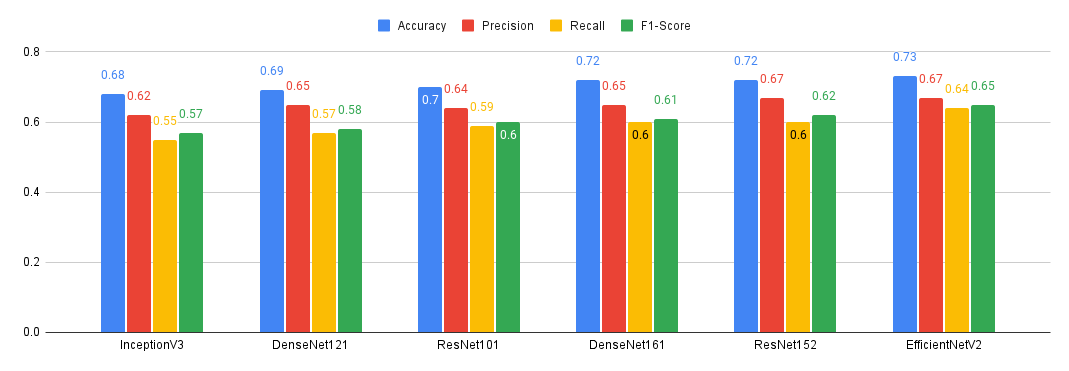 Accuracy Precision Recall F1-Score
0.8
0.6
0.4
0.2
0.0
0.68 0.62 0.55 0.57
0.69 0.65 0.57 0.58
0.7 0.64 0.59 0.6
0.72 0.65 0.6 0.61
0.72 0.67 0.6 0.62
0.73 0.67 0.64 0.65
InceptionV3 DenseNet121 ResNet101 DenseNet161 ResNet152 EfficientNetV2